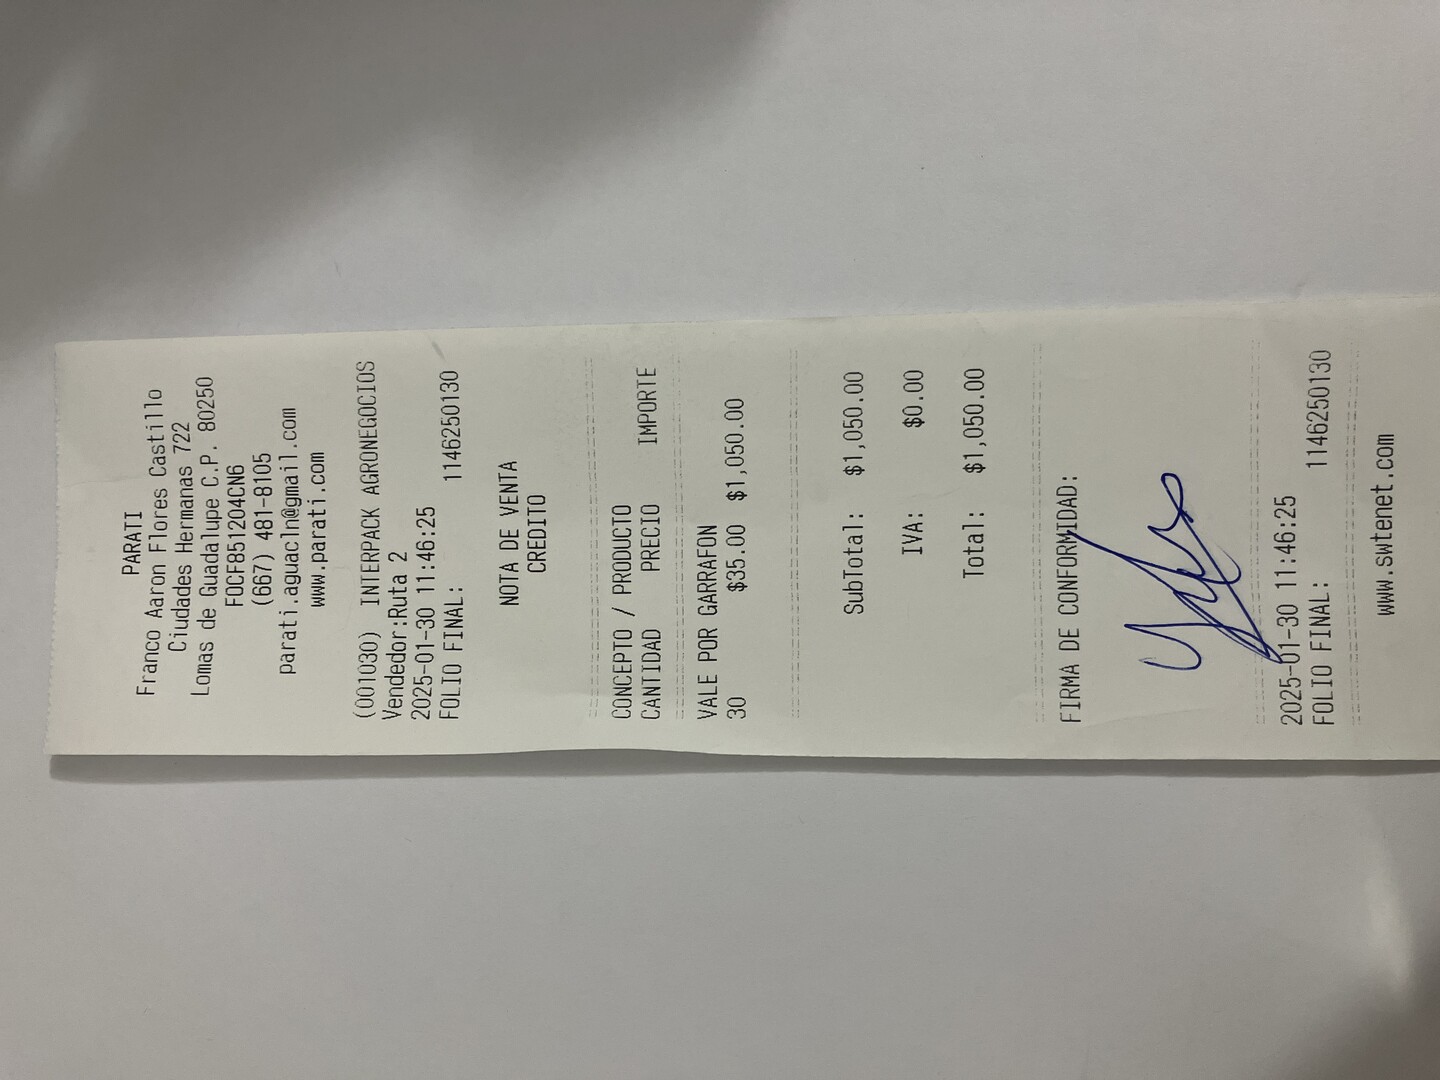 PARATI
Franco Aaron Flores Castillo
Ciudades Hermanas 722
Lomas de Guadalupe C.P. 80250
FOCF851204CN6
(667) 481-8105
parati.aguacln@gmail.com
www.parati.com
(001030) INTERPACK AGRONEGOCIOS
Vendedor:Ruta 2
2025-01-30 11:46:25
FOLIO FINAL: 1146250130
NOTA DE VENTA
CREDITO
CONCEPTO / PRODUCTO
CANTIDAD PRECIO IMPORTE
VALE POR GARRAFON
30 $35.00 $1,050.00
SubTotal: $1,050.00
IVA: $0.00
Total: $1,050.00
FIRMA DE CONFORMIDAD:
2025-01-30 11:46:25
FOLIO FINAL: 1146250130
www.swtenet.com